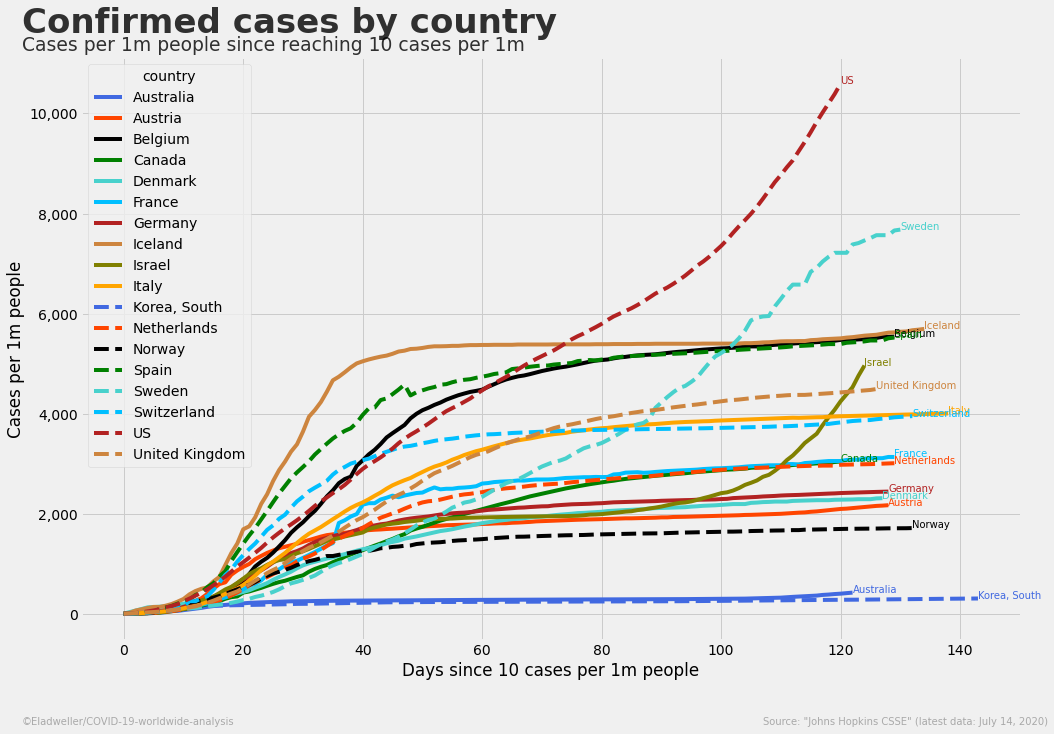 Confirmed cases by country
Cases per 1m people since reaching 10 cases per 1m
country
Australia
Austria
Belgium
Canada
Denmark
France
Germany
Iceland
Israel
Italy
Korea, South
Netherlands
Norway
Spain
Sweden
Switzerland
US
United Kingdom
10,000
8,000
6,000
4,000
2,000
0
Cases per 1m people
US
Sweden
Iceland
Belgium
Spain
Israel
United Kingdom
Italy
Switzerland
France
Canada
Netherlands
Germany
Denmark
Austria
Norway
Australia
Korea, South
0 20 40 60 80 100 120 140
Days since 10 cases per 1m people
©Eladweller/COVID-19-worldwide-analysis
Source: "Johns Hopkins CSSE" (latest data: July 14, 2020)